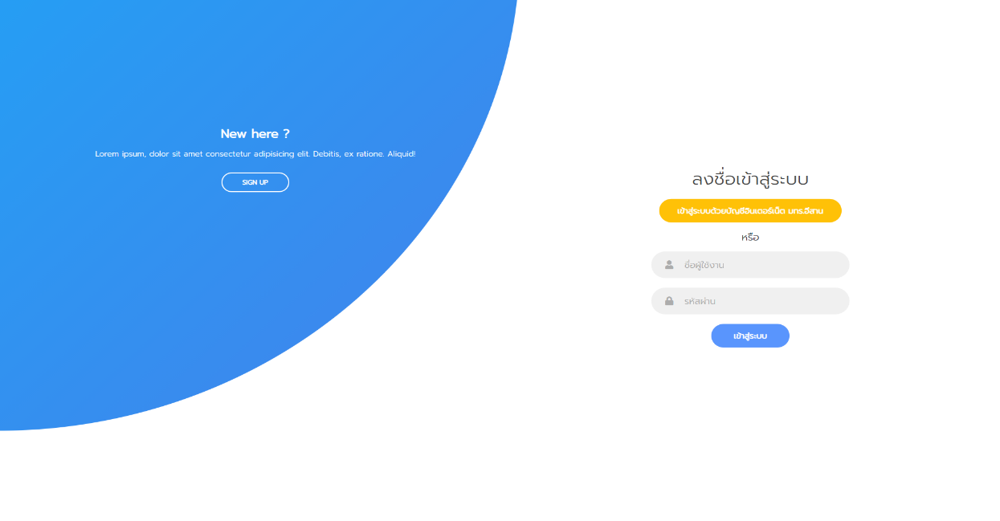 New here ?
Lorem ipsum, dolor sit amet consectetur adipisicing elit. Debitis, ex ratione. Aliquid!
SIGN UP
ลงชื่อเข้าสู่ระบบ
เข้าสู่ระบบด้วยบัญชีอินเตอร์เน็ต มทร.อีสาน
หรือ
ชื่อผู้ใช้งาน
รหัสผ่าน
เข้าสู่ระบบ